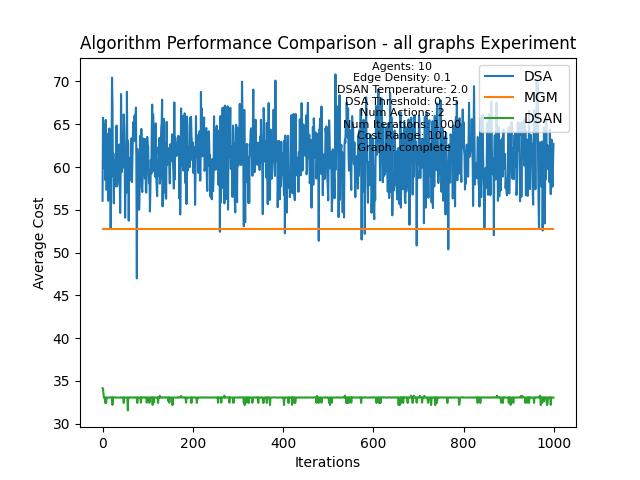 Algorithm Performance Comparison - all graphs Experiment
Agents: 10
Edge Density: 0.1
DSAN Temperature: 2.0
DSA Threshold: 0.25
Num Actions: 2
Num Iterations: 1000
Cost Range: 101
Graph: complete
DSA
MGM
DSAN
Average Cost
70
65
60
55
50
45
40
35
30
0
200
400
600
800
1000
Iterations